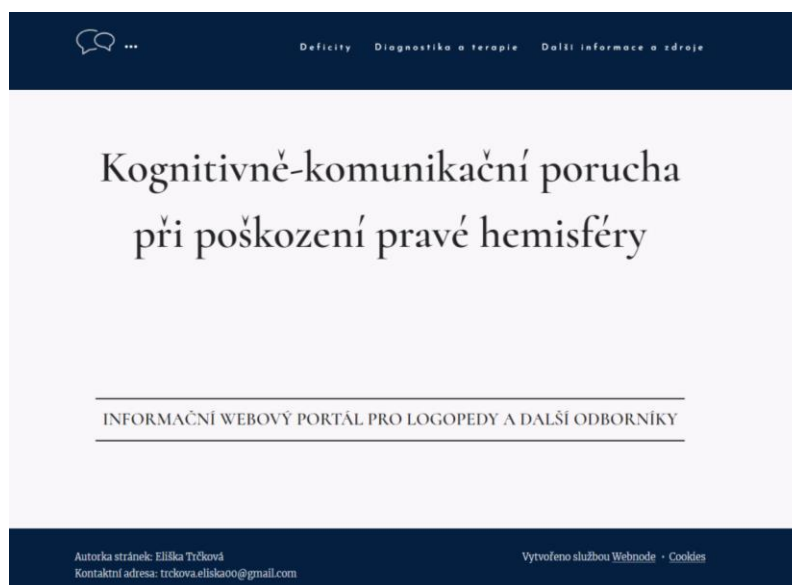 Deficity Diagnostika a terapie Další informace a zdroje
Kognitivně-komunikační porucha
při poškození pravé hemisféry
INFORMAČNÍ WEBOVÝ PORTÁL PRO LOGOPEDY A DALŠÍ ODBORNÍKY
Autorka stránek: Eliška Trčková
Kontaktní adresa: trckova.eliska00@gmail.com
Vytvořeno službou Webnode • Cookies